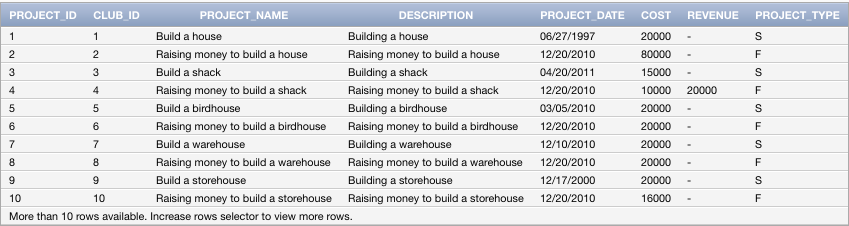 PROJECT_ID CLUB_ID PROJECT_NAME DESCRIPTION PROJECT_DATE COST REVENUE PROJECT_TYPE
1 1 Build a house Building a house 06/27/1997 20000 - S
2 2 Raising money to build a house Raising money to build a house 12/20/2010 80000 - F
3 3 Build a shack Building a shack 04/20/2011 15000 - S
4 4 Raising money to build a shack Raising money to build a shack 12/20/2010 10000 20000 F
5 5 Build a birdhouse Building a birdhouse 03/05/2010 20000 - S
6 6 Raising money to build a birdhouse Raising money to build a birdhouse 12/20/2010 20000 - F
7 7 Build a warehouse Building a warehouse 12/10/2010 20000 - S
8 8 Raising money to build a warehouse Raising money to build a warehouse 12/20/2010 20000 - F
9 9 Build a storehouse Building a storehouse 12/17/2000 20000 - S
10 10 Raising money to build a storehouse Raising money to build a storehouse 12/20/2010 16000 - F
More than 10 rows available. Increase rows selector to view more rows.